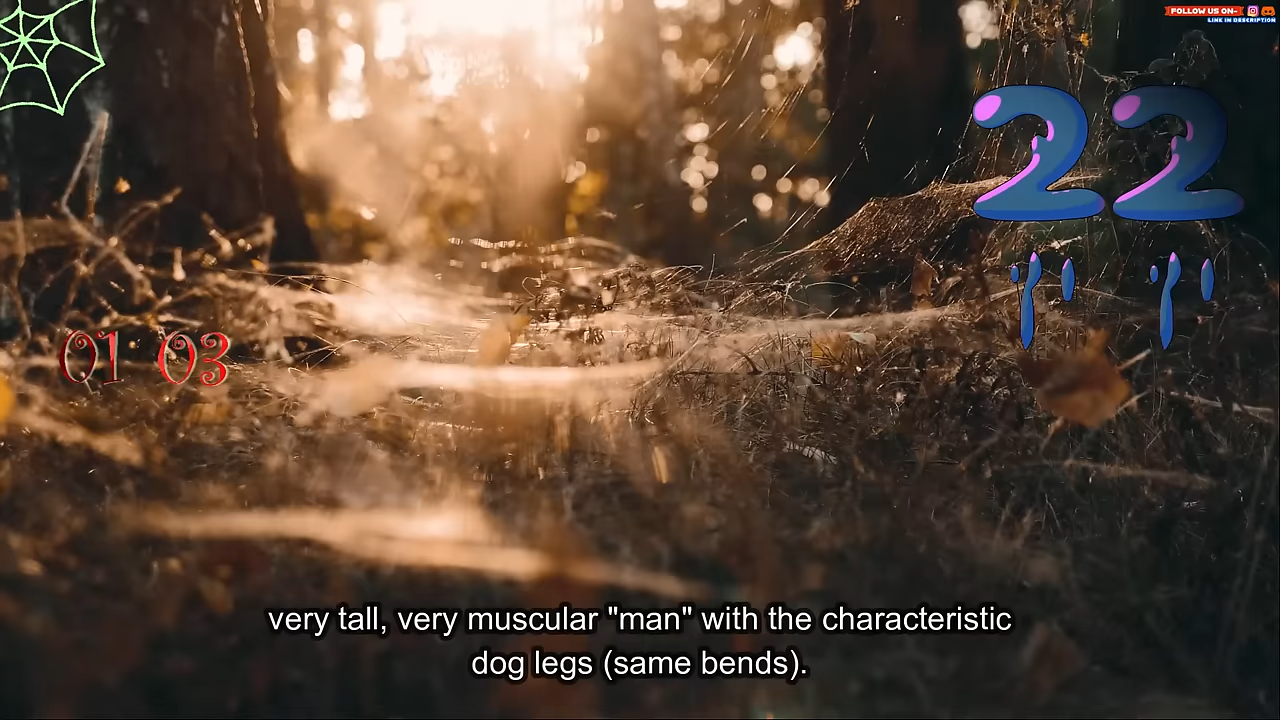 FOLLOW US ON~
LINK IN DESCRIPTION
22
01 03
very tall, very muscular "man" with the characteristic
dog legs (same bends).